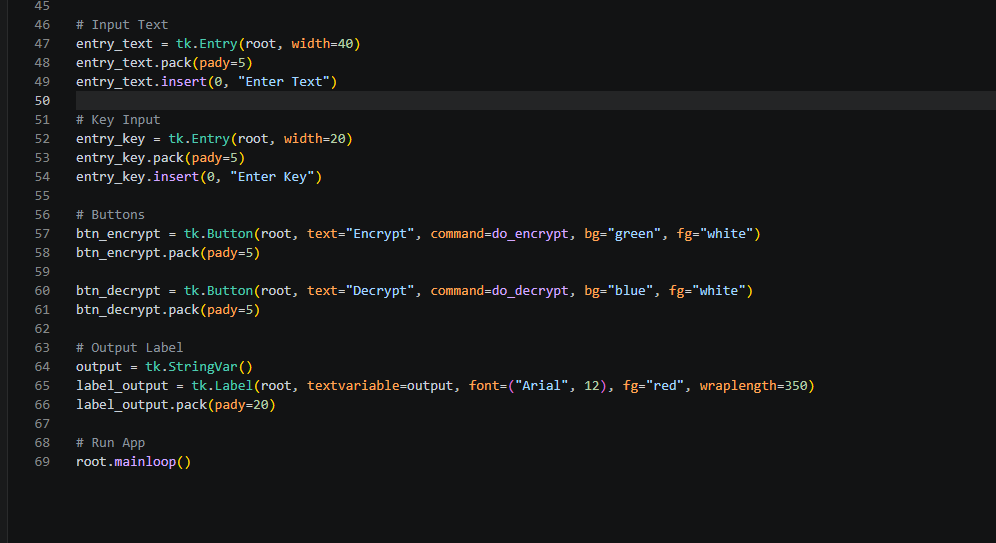 45
46 # Input Text
47 entry_text = tk.Entry(root, width=40)
48 entry_text.pack(pady=5)
49 entry_text.insert(0, "Enter Text")
50
51 # Key Input
52 entry_key = tk.Entry(root, width=20)
53 entry_key.pack(pady=5)
54 entry_key.insert(0, "Enter Key")
55
56 # Buttons
57 btn_encrypt = tk.Button(root, text="Encrypt", command=do_encrypt, bg="green", fg="white")
58 btn_encrypt.pack(pady=5)
59
60 btn_decrypt = tk.Button(root, text="Decrypt", command=do_decrypt, bg="blue", fg="white")
61 btn_decrypt.pack(pady=5)
62
63 # Output Label
64 output = tk.StringVar()
65 label_output = tk.Label(root, textvariable=output, font=("Arial", 12), fg="red", wraplength=350)
66 label_output.pack(pady=20)
67
68 # Run App
69 root.mainloop()